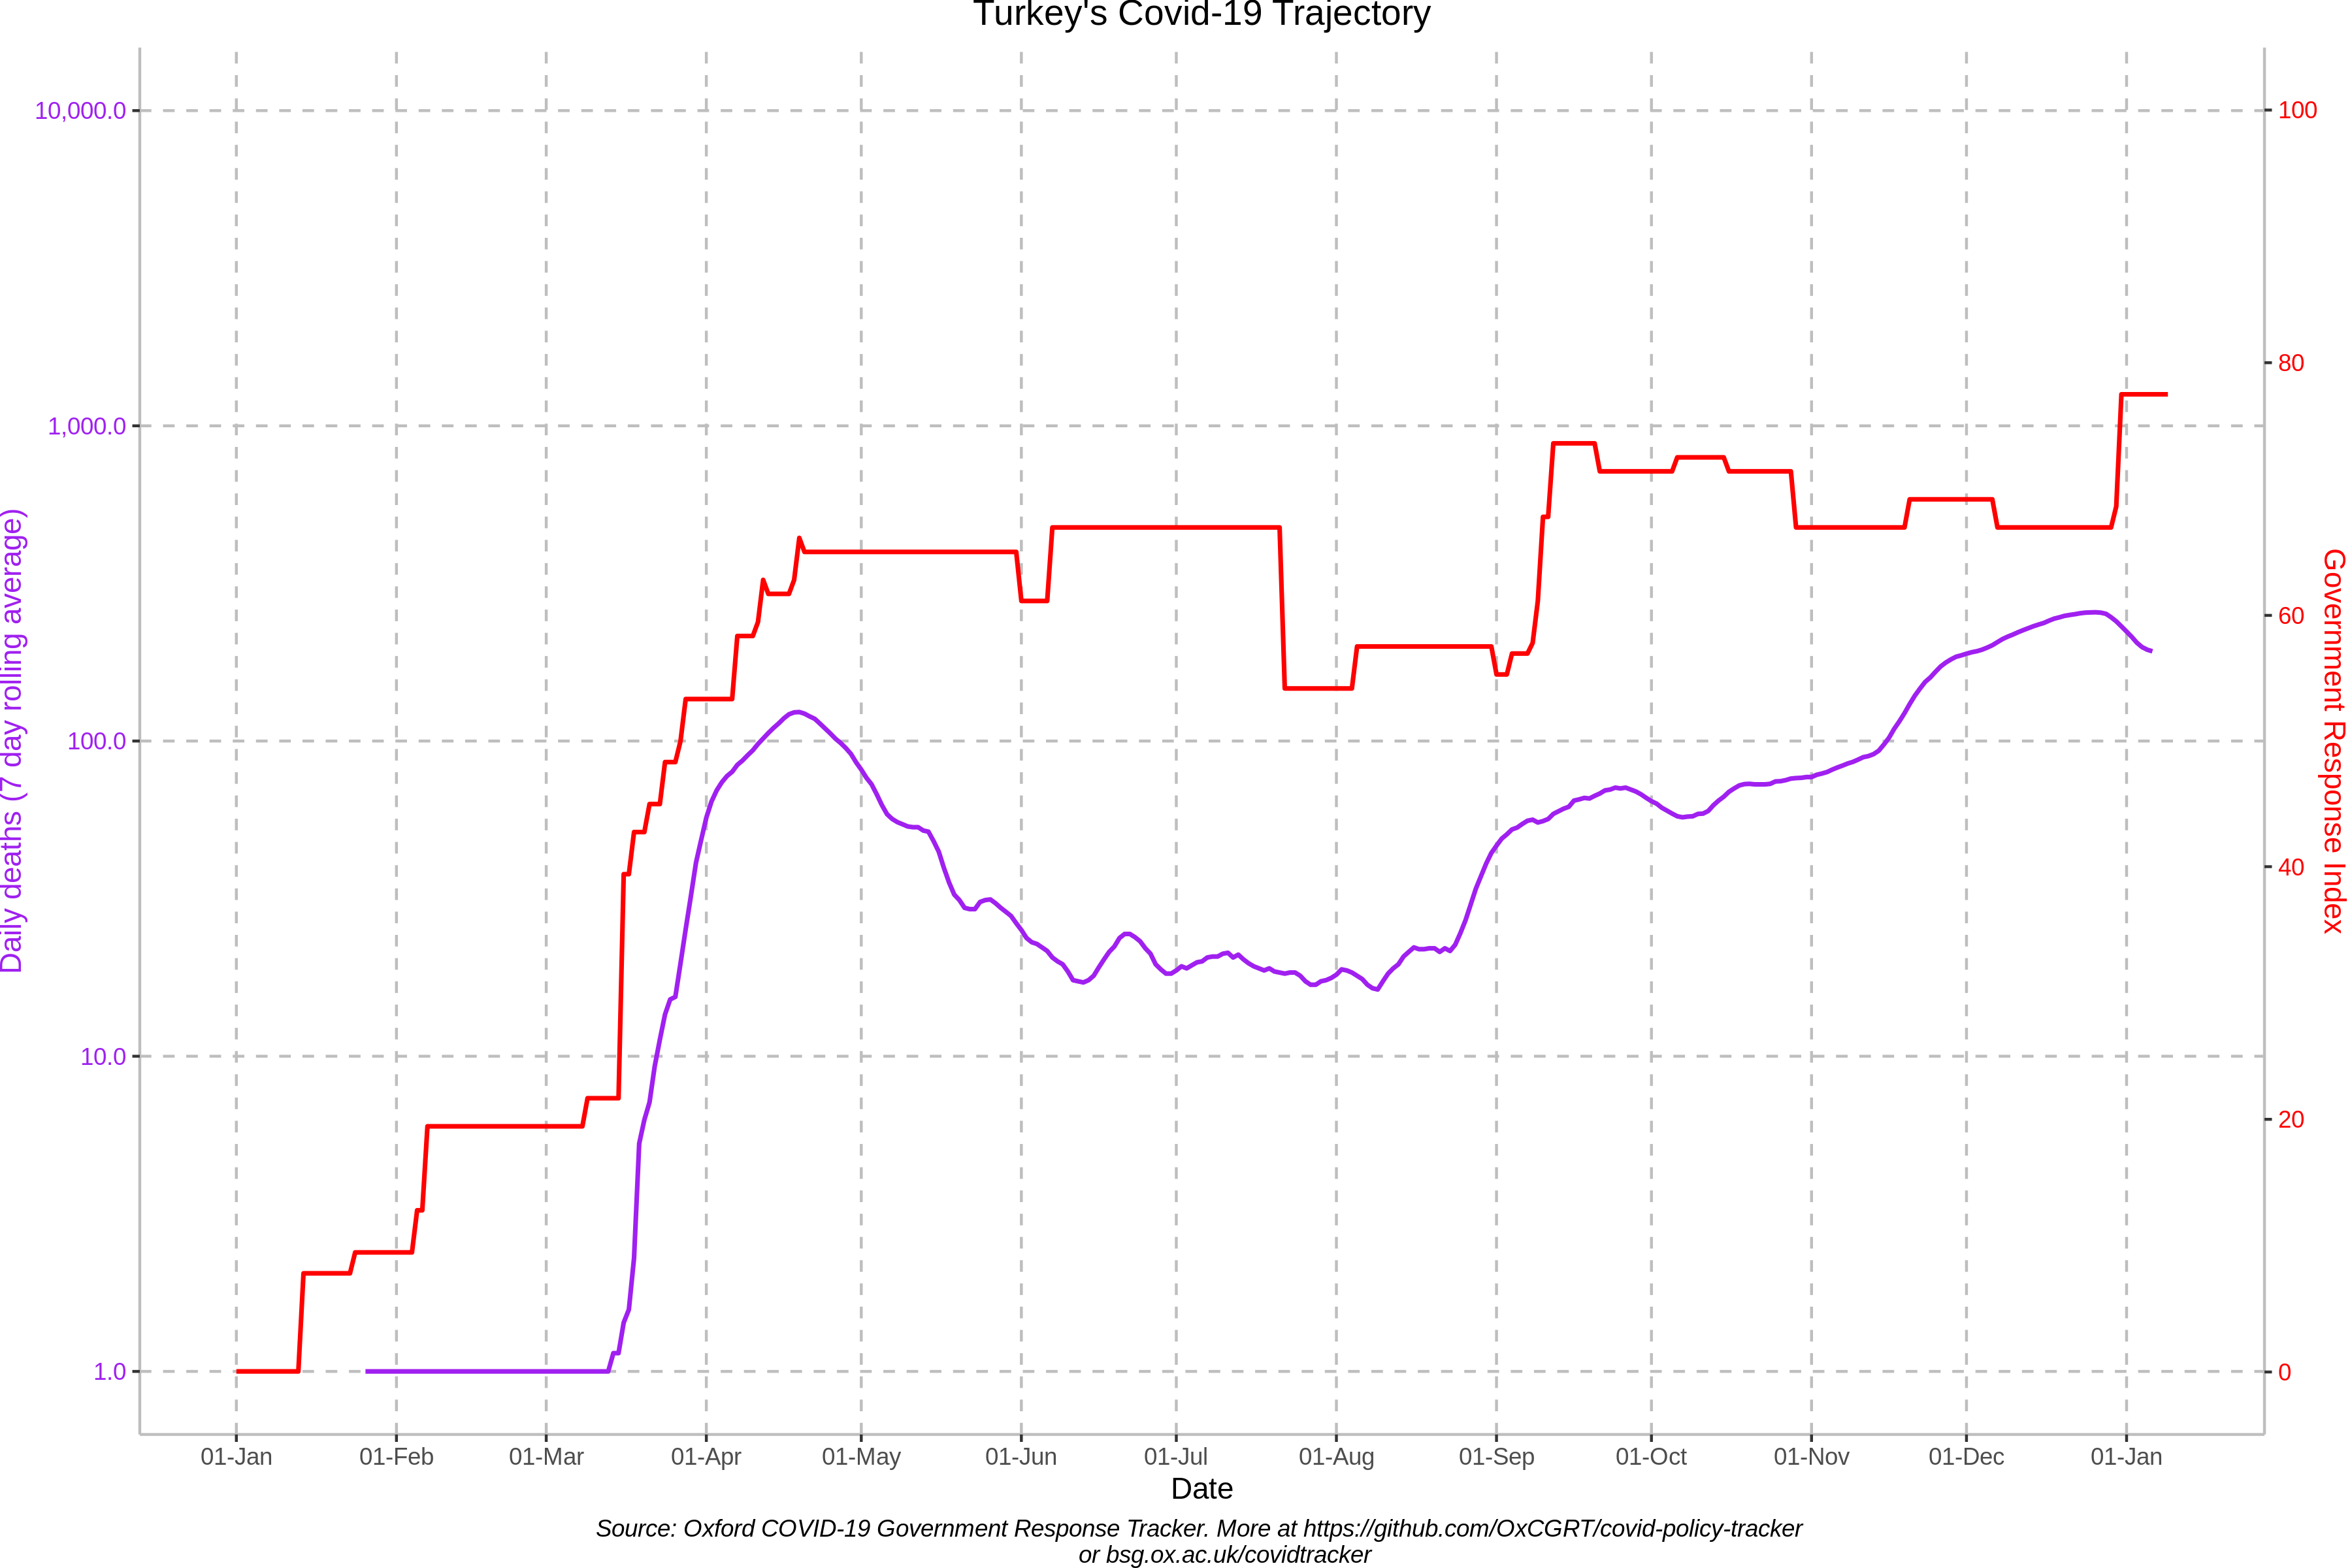 Turkey's Covid-19 Trajectory
10,000.0
1,000.0
100.0
10.0
1.0
Daily deaths (7 day rolling average)
100
80
60
40
20
0
Government Response Index
01-Jan
01-Feb
01-Mar
01-Apr
01-May
01-Jun
01-Jul
01-Aug
01-Sep
01-Oct
01-Nov
01-Dec
01-Jan
Date
Source: Oxford COVID-19 Government Response Tracker. More at https://github.com/OxCGRT/covid-policy-tracker
or bsg.ox.ac.uk/covidtracker